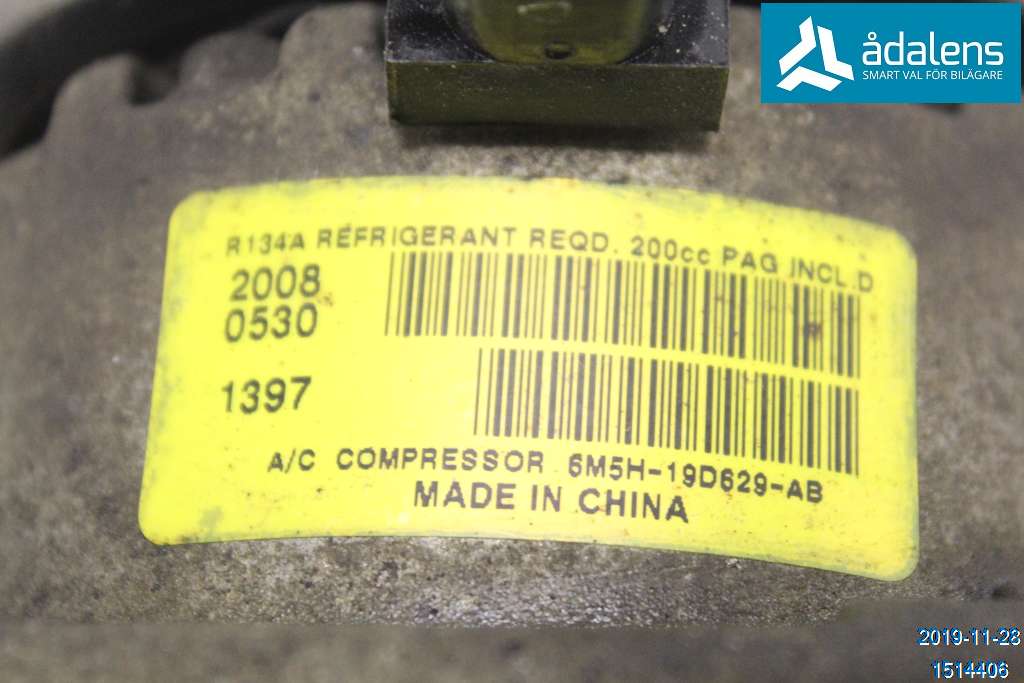 ådalens
SMART VAL FÖR BILÄGARE
R134A REFRIGERANT REQD. 200cc PAG INCL.D
2008
0530
1397
A/C COMPRESSOR 6M5H-19D629-AB
MADE IN CHINA
2019-11-28
1514406